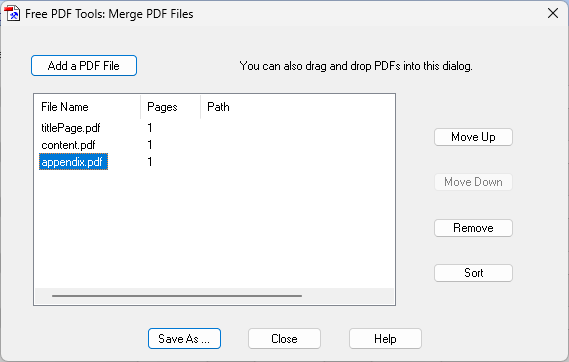 Free PDF Tools: Merge PDF Files
Add a PDF File
You can also drag and drop PDFs into this dialog.
File Name Pages Path
titlePage.pdf 1
content.pdf 1
appendix.pdf 1
Move Up
Move Down
Remove
Sort
Save As ... Close Help